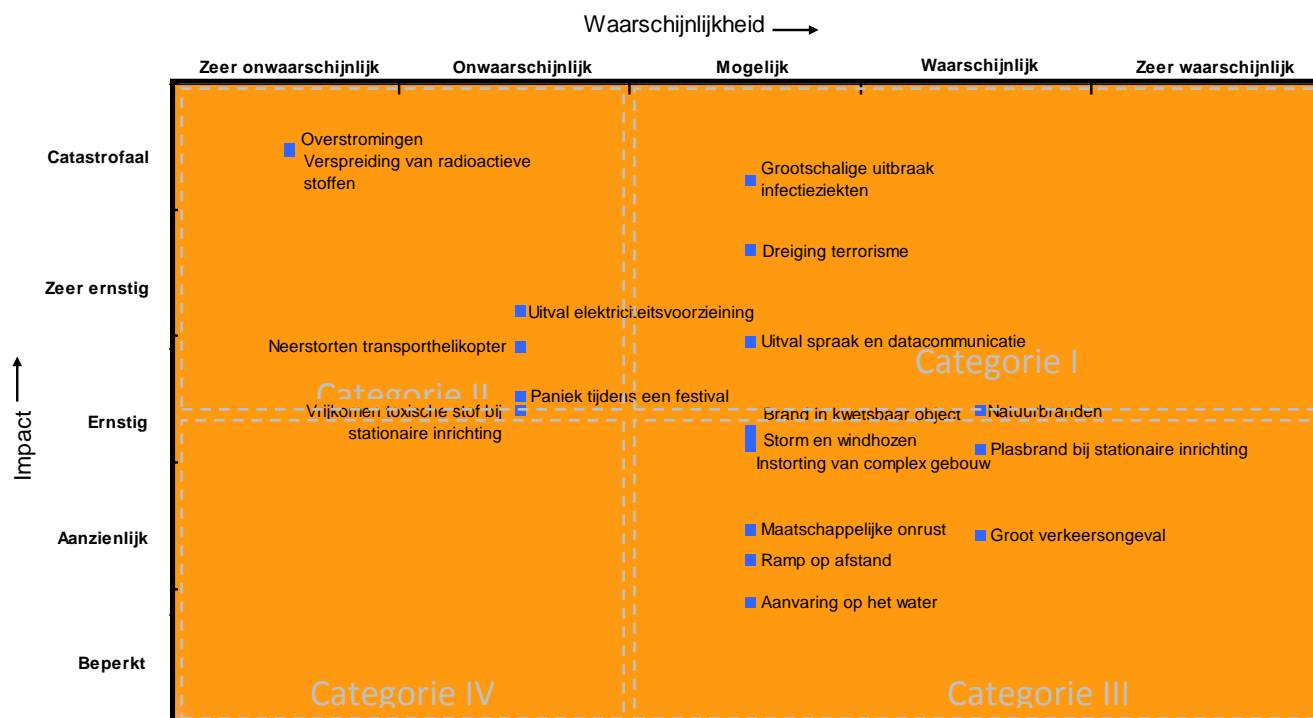 Waarschijnlijkheid
Zeer onwaarschijnlijk
Onwaarschijnlijk
Mogelijk
Waarschijnlijk
Zeer waarschijnlijk
Impact
Catastrofaal
Zeer ernstig
Ernstig
Aanzienlijk
Beperkt
Overstromingen
Verspreiding van radioactieve
stoffen
Grootschalige uitbraak
infectieziekten
Dreiging terrorisme
Uitval elektriciteitsvoorzieining
Neerstorten transporthelikopter
Uitval spraak en datacommunicatie
Categorie I
Categorie II
Paniek tijdens een festival
Vrijkomen toxische stof bij
stationaire inrichting
Brand in kwetsbaar object
Natuurbranden
Storm en windhozen
Instorting van complex gebouw
Plasbrand bij stationaire inrichting
Maatschappelijke onrust
Groot verkeersongeval
Ramp op afstand
Aanvaring op het water
Categorie IV
Categorie III